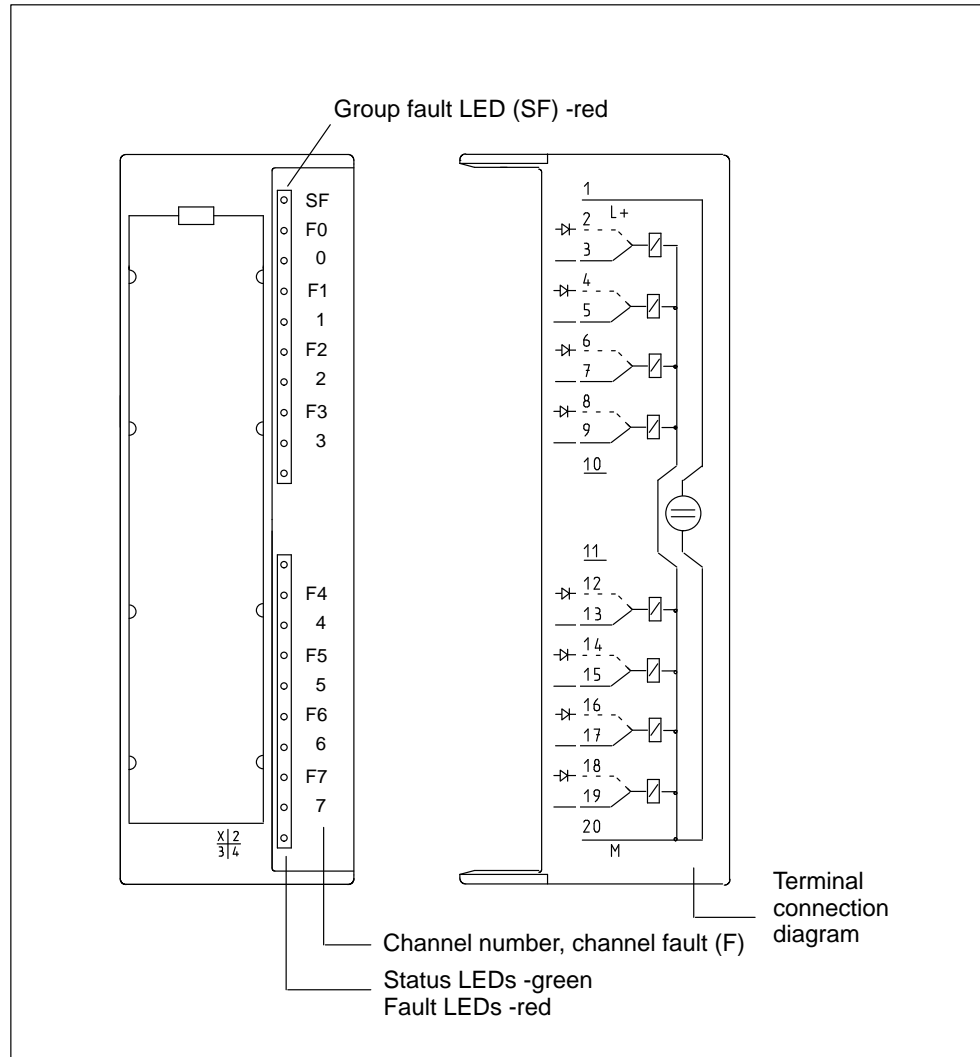 Group fault LED (SF) -red
SF
F0
0
F1
1
F2
2
F3
3
F4
4
F5
5
F6
6
F7
7
X 2
3 4
1
L+
2
3
4
5
6
7
8
9
10
11
12
13
14
15
16
17
18
19
20
M
Terminal
connection
diagram
Channel number, channel fault (F)
Status LEDs -green
Fault LEDs -red